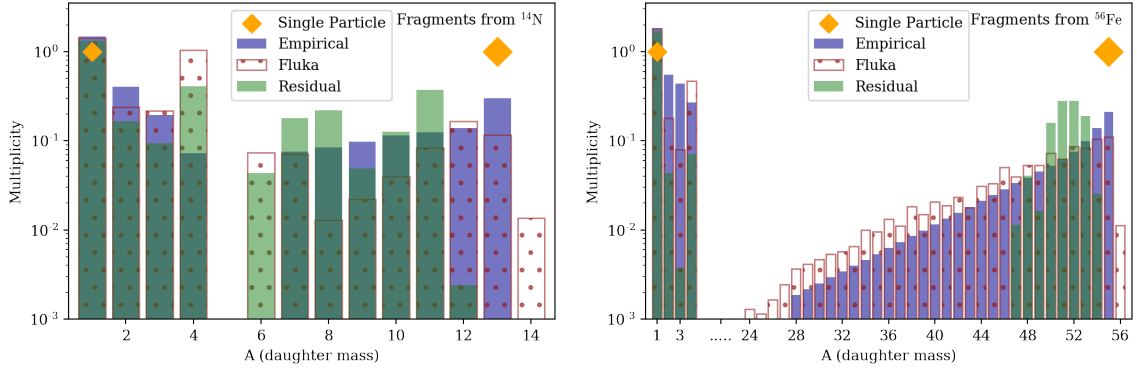 Single Particle
Empirical
Fluka
Residual
Fragments from ¹⁴N
Multiplicity
10⁰
10⁻¹
10⁻²
10⁻³
2 4 6 8 10 12 14
A (daughter mass)
Single Particle
Empirical
Fluka
Residual
Fragments from ⁵⁶Fe
Multiplicity
10⁰
10⁻¹
10⁻²
10⁻³
1 3 ..... 24 28 32 36 40 44 48 52 56
A (daughter mass)